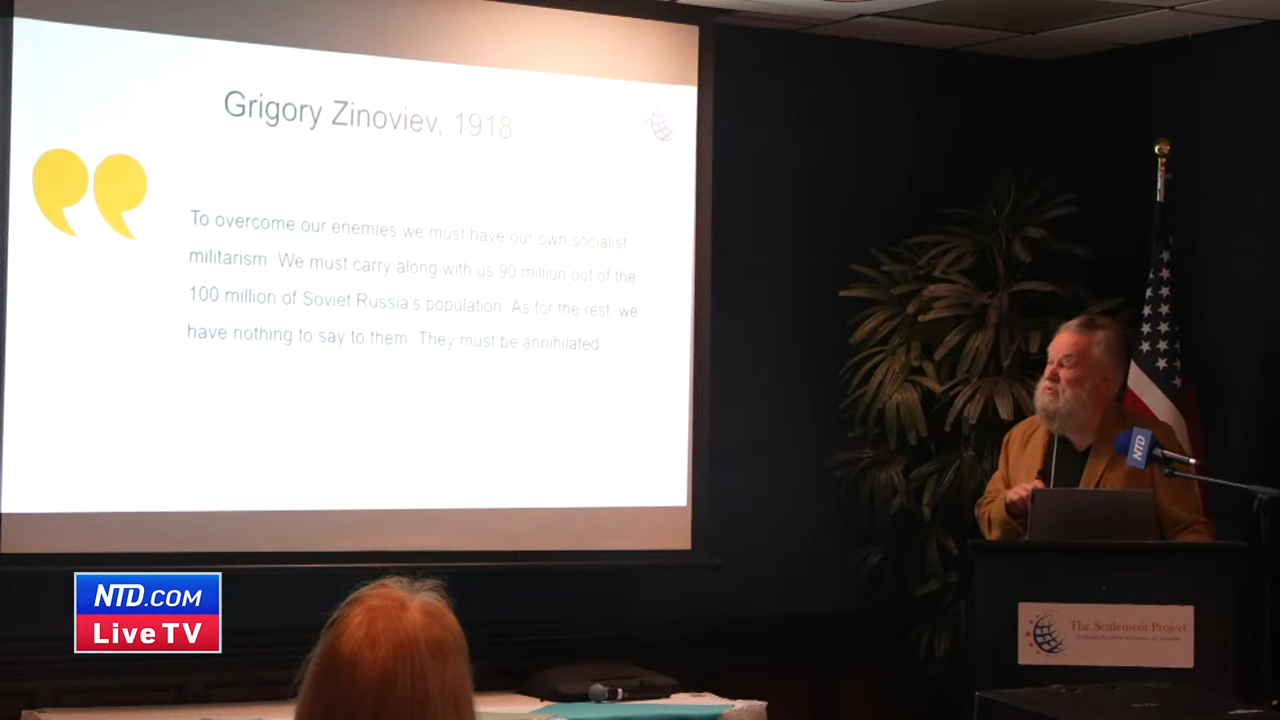 Grigory Zinoviev, 1918
To overcome our enemies we must have our own socialist
militarism. We must carry along with us 90 million out of the
100 million of Soviet Russia's population. As for the rest, we
have nothing to say to them. They must be annihilated
NTD
The Settlement Project
NTD.COM
Live TV